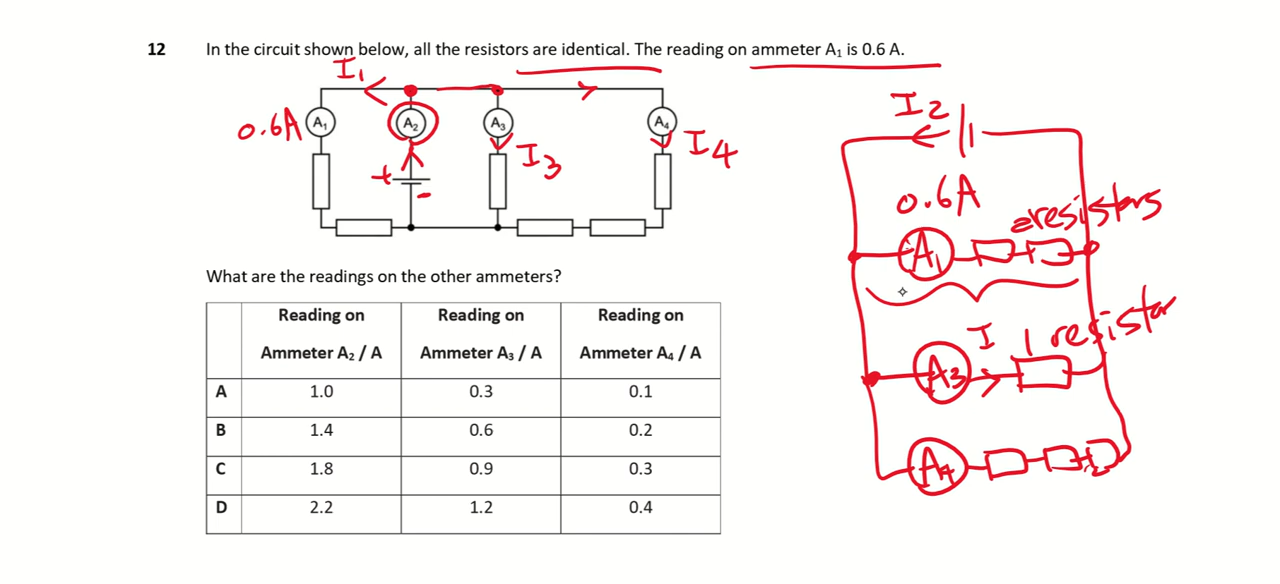 12 In the circuit shown below, all the resistors are identical. The reading on ammeter A₁ is 0.6 A.
I₁
I₂
0.6A A₁ A₂ A₃ A₄
I₃ I₄
+
-
0.6A
2 resistors
A₁
What are the readings on the other ammeters?
Reading on Reading on Reading on
Ammeter A₂ / A Ammeter A₃ / A Ammeter A₄ / A
I 1 resistor
A₃
A 1.0 0.3 0.1
B 1.4 0.6 0.2
C 1.8 0.9 0.3
A₄
D 2.2 1.2 0.4